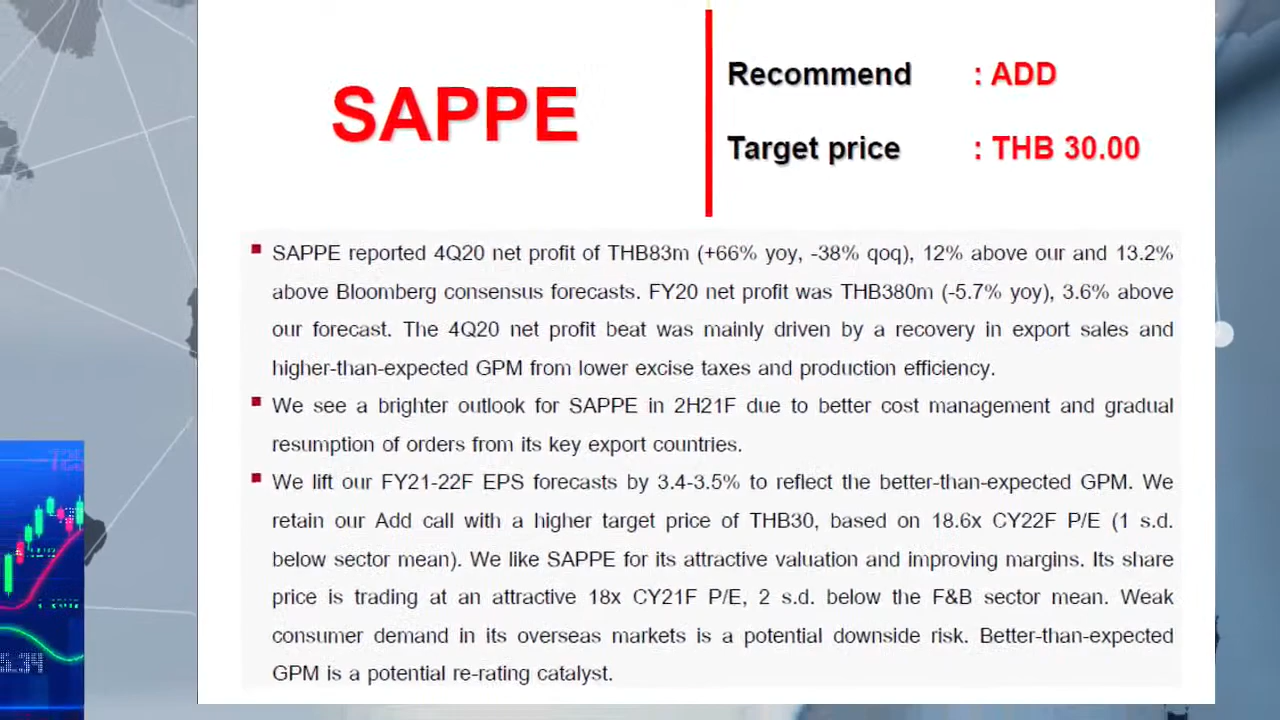 SAPPE
Recommend : ADD
Target price : THB 30.00
SAPPE reported 4Q20 net profit of THB83m (+66% yoy, -38% qoq), 12% above our and 13.2%
above Bloomberg consensus forecasts. FY20 net profit was THB380m (-5.7% yoy), 3.6% above
our forecast. The 4Q20 net profit beat was mainly driven by a recovery in export sales and
higher-than-expected GPM from lower excise taxes and production efficiency.
We see a brighter outlook for SAPPE in 2H21F due to better cost management and gradual
resumption of orders from its key export countries.
We lift our FY21-22F EPS forecasts by 3.4-3.5% to reflect the better-than-expected GPM. We
retain our Add call with a higher target price of THB30, based on 18.6x CY22F P/E (1 s.d.
below sector mean). We like SAPPE for its attractive valuation and improving margins. Its share
price is trading at an attractive 18x CY21F P/E, 2 s.d. below the F&B sector mean. Weak
consumer demand in its overseas markets is a potential downside risk. Better-than-expected
GPM is a potential re-rating catalyst.